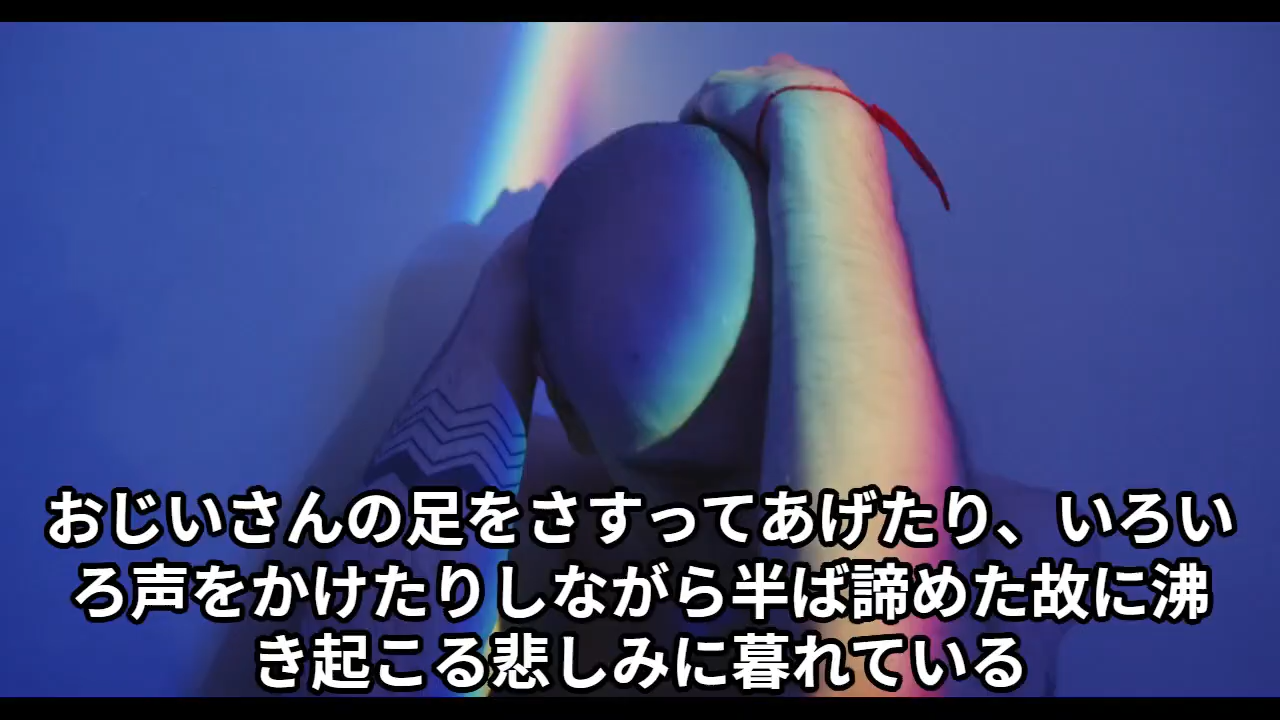 おじいさんの足をさすってあげたり、いろい
ろ声をかけたりしながら半ば諦めた故に沸
き起こる悲しみに暮れている